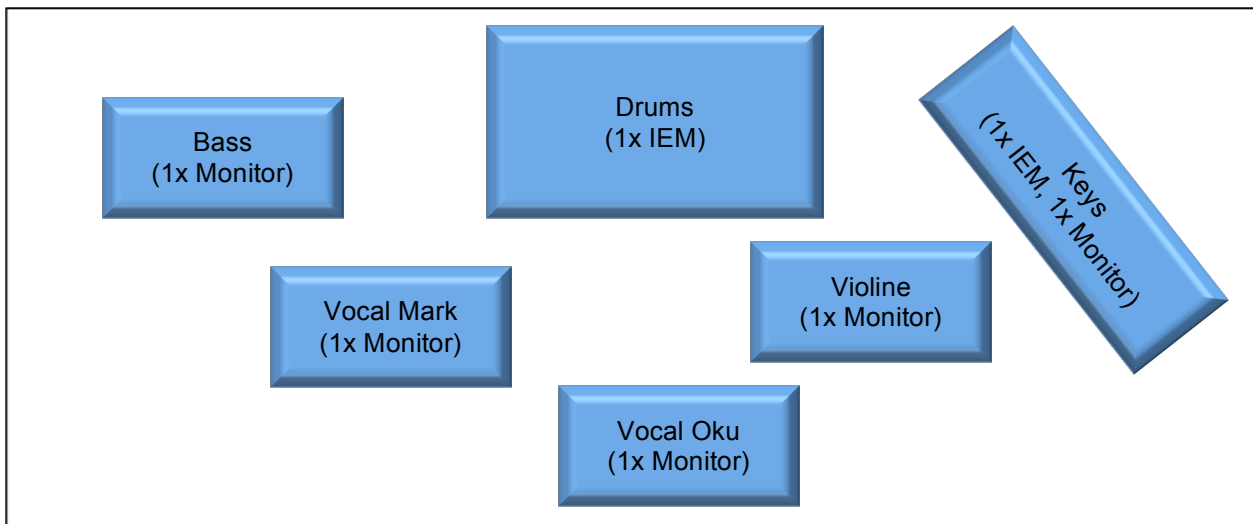 Drums
(1x IEM)
Bass
(1x Monitor)
Keys
(1x IEM, 1x Monitor)
Vocal Mark
(1x Monitor)
Violine
(1x Monitor)
Vocal Oku
(1x Monitor)